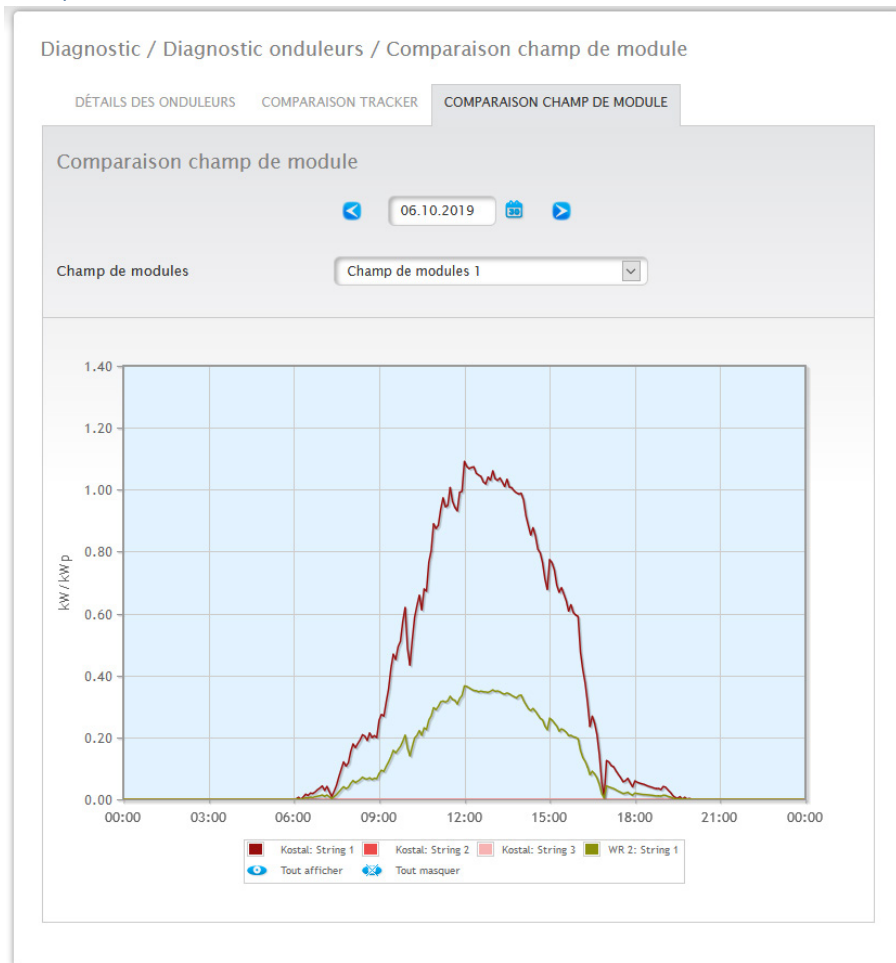 Diagnostic / Diagnostic onduleurs / Comparaison champ de module
DÉTAILS DES ONDULEURS COMPARAISON TRACKER COMPARAISON CHAMP DE MODULE
Comparaison champ de module
06.10.2019 30
Champ de modules Champ de modules 1
1.40
1.20
1.00
0.80
0.60
0.40
0.20
0.00
kW/kWp
00:00 03:00 06:00 09:00 12:00 15:00 18:00 21:00 00:00
Kostal: String 1 Kostal: String 2 Kostal: String 3 WR 2: String 1
Tout afficher Tout masquer